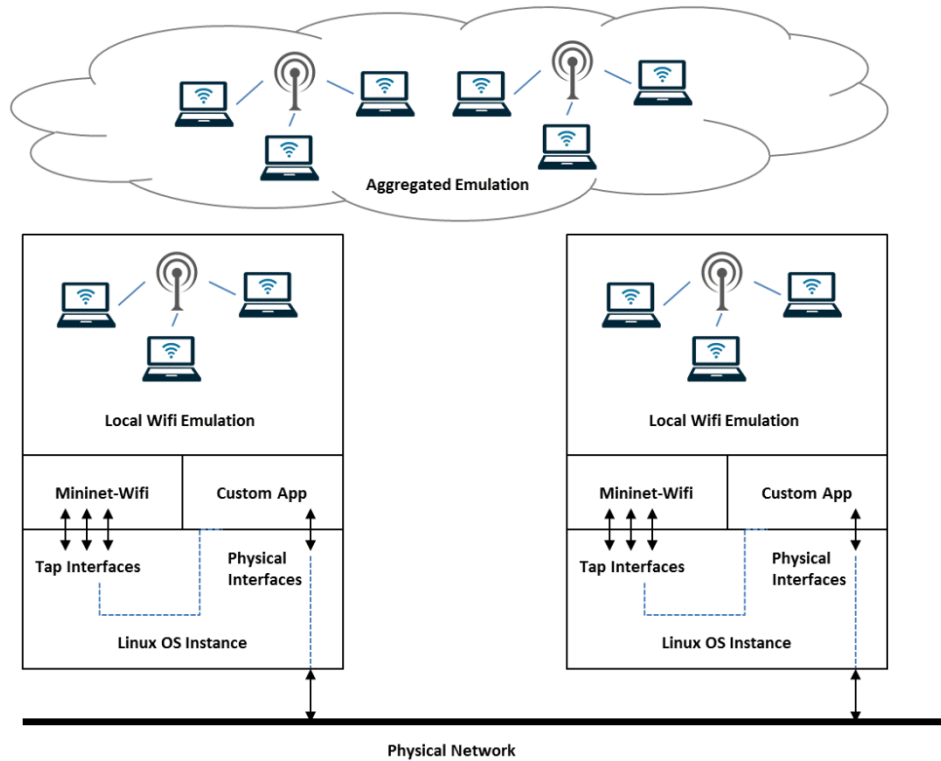 Aggregated Emulation
Local Wifi Emulation
Local Wifi Emulation
Mininet-Wifi
Custom App
Mininet-Wifi
Custom App
Tap Interfaces
Physical
Interfaces
Tap Interfaces
Physical
Interfaces
Linux OS Instance
Linux OS Instance
Physical Network